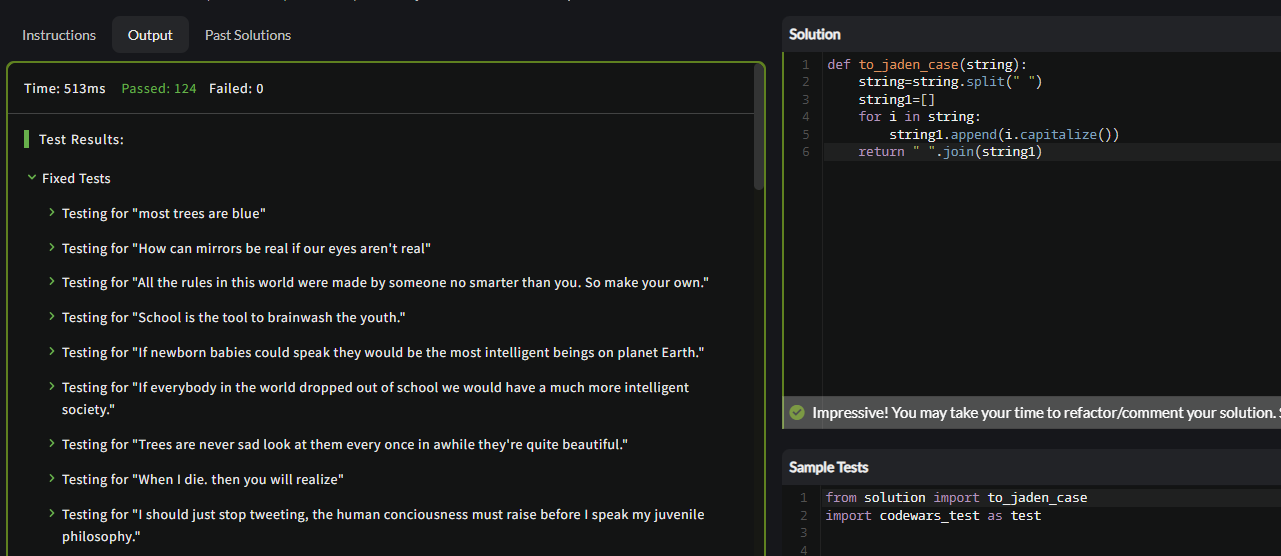 Instructions Output Past Solutions
Time: 513ms Passed: 124 Failed: 0
Test Results:
Fixed Tests
Testing for "most trees are blue"
Testing for "How can mirrors be real if our eyes aren't real"
Testing for "All the rules in this world were made by someone no smarter than you. So make your own."
Testing for "School is the tool to brainwash the youth."
Testing for "If newborn babies could speak they would be the most intelligent beings on planet Earth."
Testing for "If everybody in the world dropped out of school we would have a much more intelligent
society."
Testing for "Trees are never sad look at them every once in awhile they're quite beautiful."
Testing for "When I die. then you will realize"
Testing for "I should just stop tweeting, the human conciousness must raise before I speak my juvenile
philosophy."
Solution
1 def to_jaden_case(string):
2     string=string.split(" ")
3     string1=[]
4     for i in string:
5         string1.append(i.capitalize())
6     return " ".join(string1)
Impressive! You may take your time to refactor/comment your solution.
Sample Tests
1 from solution import to_jaden_case
2 import codewars_test as test
3
4